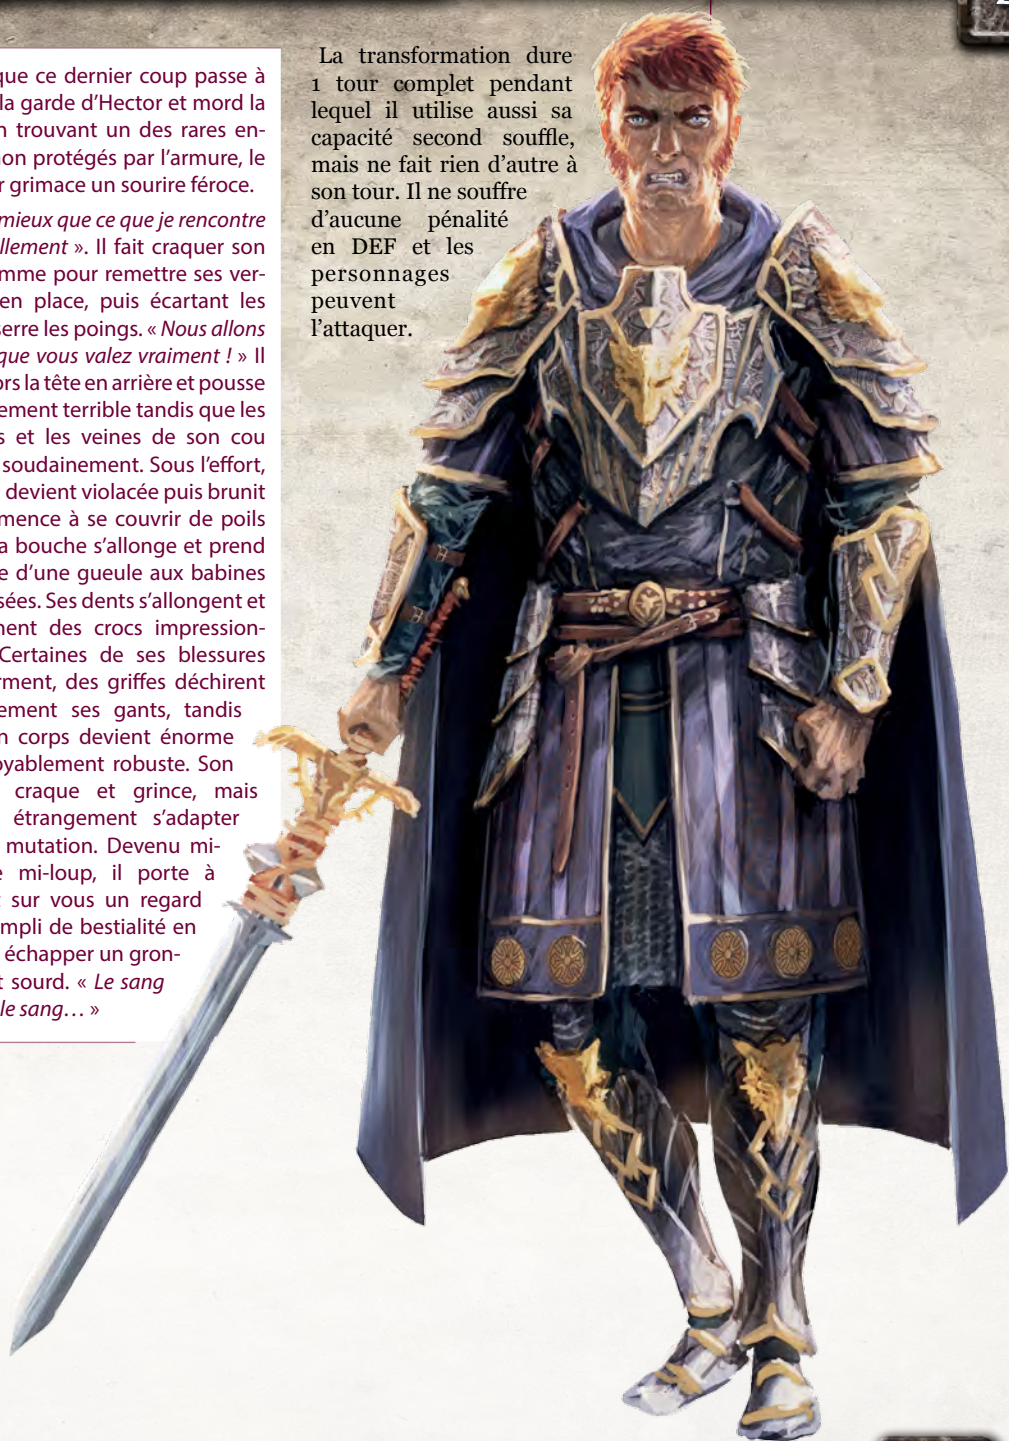 que ce dernier coup passe à
la garde d’Hector et mord la
trouvant un des rares en-
non protégés par l’armure, le
grimace un sourire féroce.
mieux que ce que je rencontre
llement ». Il fait craquer son
mme pour remettre ses ver-
en place, puis écartant les
serre les poings. « Nous allons
que vous valez vraiment ! » Il
ors la tête en arrière et pousse
ement terrible tandis que les
s et les veines de son cou
soudainement. Sous l’effort,
devient violacée puis brunit
mence à se couvrir de poils
a bouche s’allonge et prend
e d’une gueule aux babines
sées. Ses dents s’allongent et
nent des crocs impression-
Certaines de ses blessures
rment, des griffes déchirent
ement ses gants, tandis
n corps devient énorme
oyablement robuste. Son
craque et grince, mais
étrangement s’adapter
mutation. Devenu mi-
e mi-loup, il porte à
t sur vous un regard
mpli de bestialité en
échapper un gron-
t sourd. « Le sang
le sang… »
La transformation dure
1 tour complet pendant
lequel il utilise aussi sa
capacité second souffle,
mais ne fait rien d’autre à
son tour. Il ne souffre
d’aucune pénalité
en DEF et les
personnages
peuvent
l’attaquer.